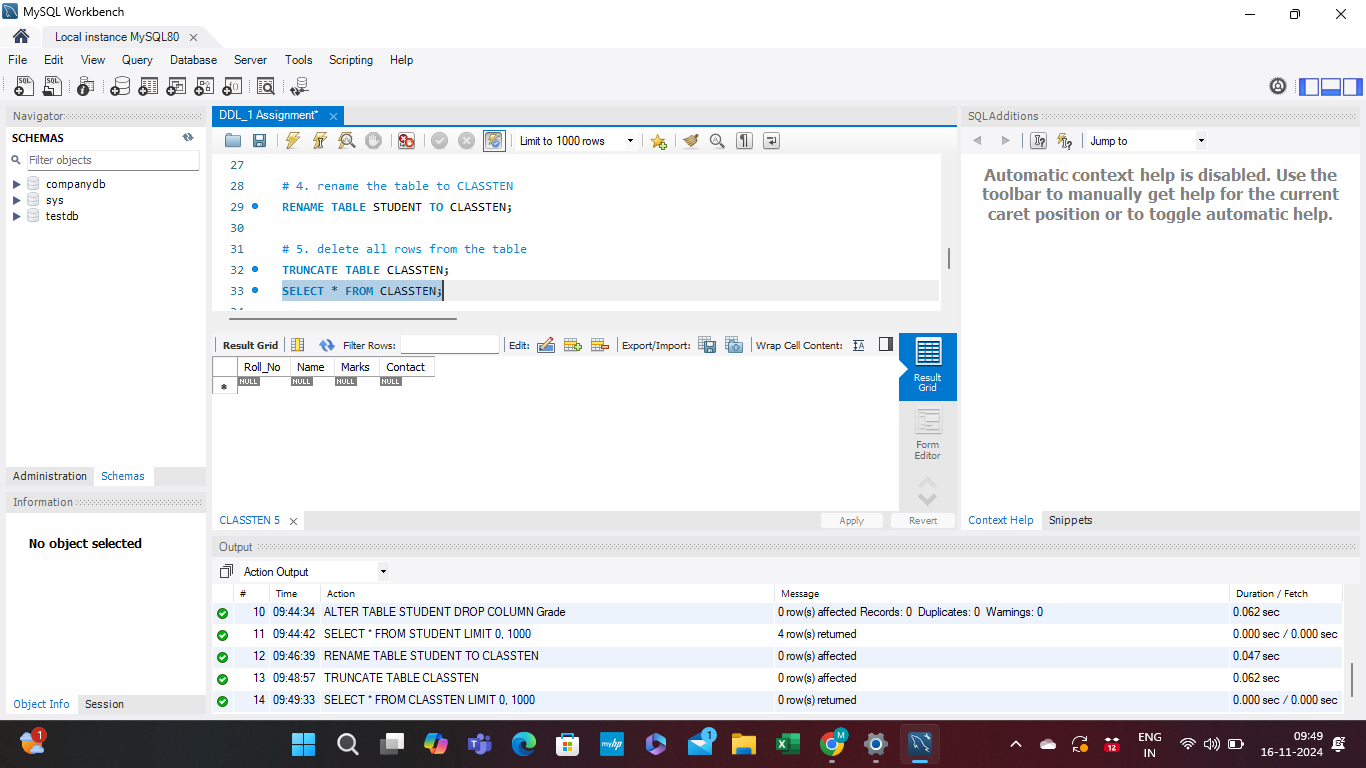 MySQL Workbench
Local instance MySQL80
File Edit View Query Database Server Tools Scripting Help
Navigator
SCHEMAS
Filter objects
companydb
sys
testdb
Administration Schemas
Information
No object selected
Object Info Session
DDL_1 Assignment*
Limit to 1000 rows
27
28 # 4. rename the table to CLASSTEN
29 RENAME TABLE STUDENT TO CLASSTEN;
30
31 # 5. delete all rows from the table
32 TRUNCATE TABLE CLASSTEN;
33 SELECT * FROM CLASSTEN;
Result Grid Filter Rows: Edit: Export/Import: Wrap Cell Content:
Roll_No Name Marks Contact
NULL NULL NULL NULL
Result Grid
Form Editor
CLASSTEN 5 Apply Revert
SQLAdditions
Jump to
Automatic context help is disabled. Use the
toolbar to manually get help for the current
caret position or to toggle automatic help.
Context Help Snippets
Output
Action Output
# Time Action Message Duration / Fetch
10 09:44:34 ALTER TABLE STUDENT DROP COLUMN Grade 0 row(s) affected Records: 0 Duplicates: 0 Warnings: 0 0.062 sec
11 09:44:42 SELECT * FROM STUDENT LIMIT 0, 1000 4 row(s) returned 0.000 sec / 0.000 sec
12 09:46:39 RENAME TABLE STUDENT TO CLASSTEN 0 row(s) affected 0.047 sec
13 09:48:57 TRUNCATE TABLE CLASSTEN 0 row(s) affected 0.062 sec
14 09:49:33 SELECT * FROM CLASSTEN LIMIT 0, 1000 0 row(s) returned 0.000 sec / 0.000 sec
1
myhp
1
M
12
ENG
IN
09:49
16-11-2024